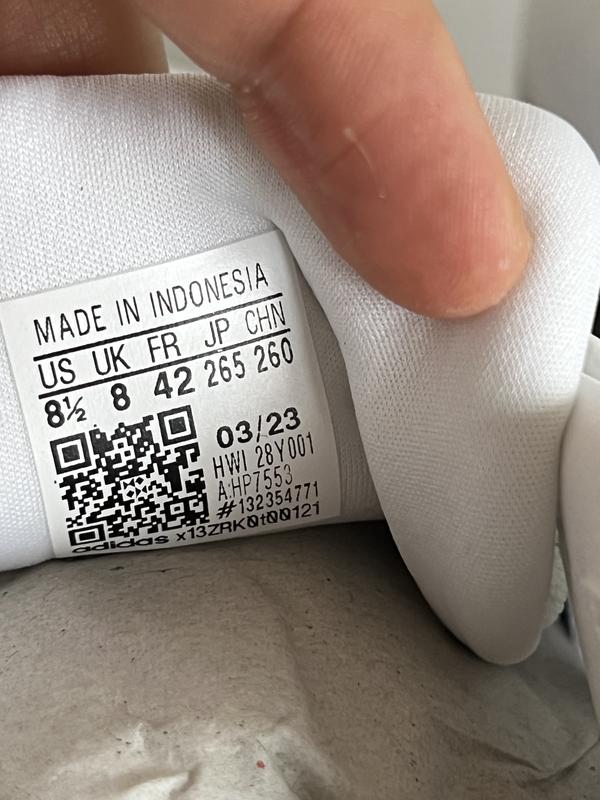 MADE IN INDONESIA
US UK FR JP CHN
8½ 8 42 265 260
03/23
HWI 28Y001
A:HP7553
#132354771
adidas x13ZRK0t00121